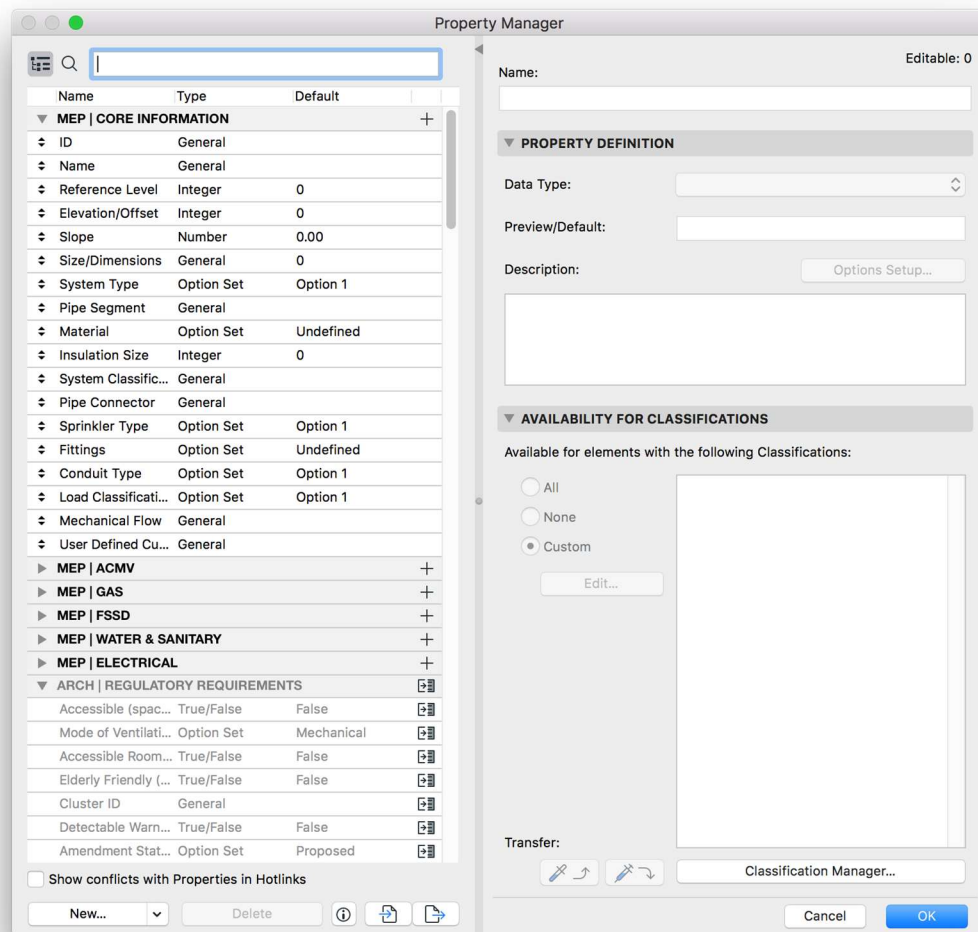 Property Manager
Name Type Default
MEP | CORE INFORMATION
ID General
Name General
Reference Level Integer 0
Elevation/Offset Integer 0
Slope Number 0.00
Size/Dimensions General 0
System Type Option Set Option 1
Pipe Segment General
Material Option Set Undefined
Insulation Size Integer 0
System Classific... General
Pipe Connector General
Sprinkler Type Option Set Option 1
Fittings Option Set Undefined
Conduit Type Option Set Option 1
Load Classificati... Option Set Option 1
Mechanical Flow General
User Defined Cu... General
MEP | ACMV
MEP | GAS
MEP | FSSD
MEP | WATER & SANITARY
MEP | ELECTRICAL
ARCH | REGULATORY REQUIREMENTS
Accessible (spac... True/False False
Mode of Ventilati... Option Set Mechanical
Accessible Room... True/False False
Elderly Friendly (... True/False False
Cluster ID General
Detectable Warn... True/False False
Amendment Stat... Option Set Proposed
Show conflicts with Properties in Hotlinks
New... Delete
Editable: 0
Name:
PROPERTY DEFINITION
Data Type:
Preview/Default:
Description: Options Setup...
AVAILABILITY FOR CLASSIFICATIONS
Available for elements with the following Classifications:
All
None
Custom
Edit...
Transfer:
Classification Manager...
Cancel OK